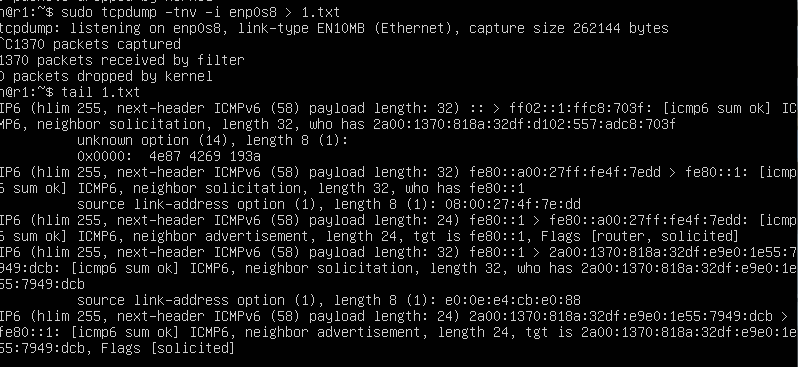 n@r1:~$ sudo tcpdump -tnv -i enp0s8 > 1.txt
tcpdump: listening on enp0s8, link-type EN10MB (Ethernet), capture size 262144 bytes
^C1370 packets captured
1370 packets received by filter
0 packets dropped by kernel
n@r1:~$ tail 1.txt
IP6 (hlim 255, next-header ICMPv6 (58) payload length: 32) :: > ff02::1:ffc8:703f: [icmp6 sum ok] IC
MP6, neighbor solicitation, length 32, who has 2a00:1370:818a:32df:d102:557:adc8:703f
unknown option (14), length 8 (1):
0x0000: 4e87 4269 193a
IP6 (hlim 255, next-header ICMPv6 (58) payload length: 32) fe80::a00:27ff:fe4f:7edd > fe80::1: [icmp
6 sum ok] ICMP6, neighbor solicitation, length 32, who has fe80::1
source link-address option (1), length 8 (1): 08:00:27:4f:7e:dd
IP6 (hlim 255, next-header ICMPv6 (58) payload length: 24) fe80::1 > fe80::a00:27ff:fe4f:7edd: [icmp
6 sum ok] ICMP6, neighbor advertisement, length 24, tgt is fe80::1, Flags [router, solicited]
IP6 (hlim 255, next-header ICMPv6 (58) payload length: 32) fe80::1 > 2a00:1370:818a:32df:e9e0:1e55:7
949:dcb: [icmp6 sum ok] ICMP6, neighbor solicitation, length 32, who has 2a00:1370:818a:32df:e9e0:1e
55:7949:dcb
source link-address option (1), length 8 (1): e0:0e:e4:cb:e0:88
IP6 (hlim 255, next-header ICMPv6 (58) payload length: 24) 2a00:1370:818a:32df:e9e0:1e55:7949:dcb >
fe80::1: [icmp6 sum ok] ICMP6, neighbor advertisement, length 24, tgt is 2a00:1370:818a:32df:e9e0:1e
55:7949:dcb, Flags [solicited]